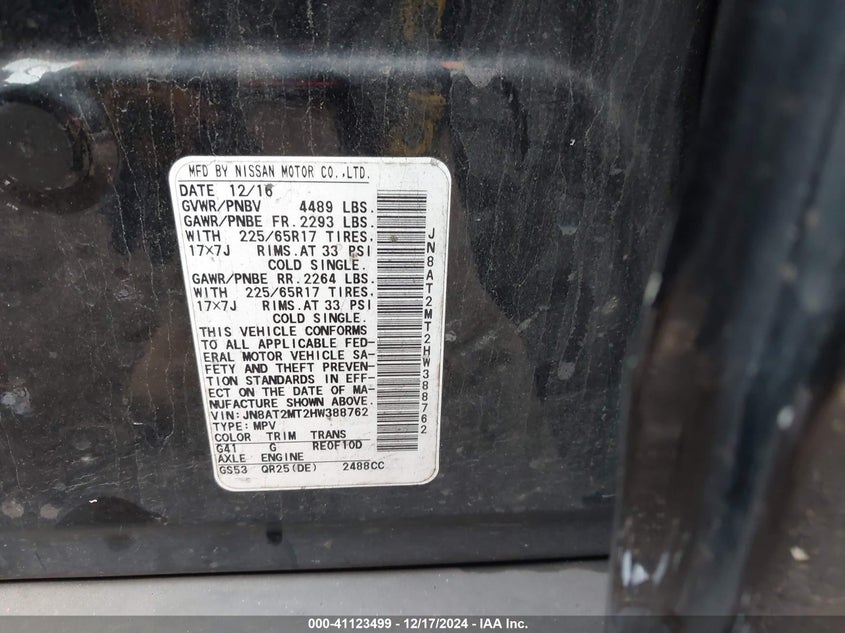 MFD BY NISSAN MOTOR CO.,LTD.
DATE 12/16
GVWR/PNBV 4489 LBS.
GAWR/PNBE FR. 2293 LBS.
WITH 225/65R17 TIRES.
17×7J RIMS.AT 33 PSI
COLD SINGLE.
GAWR/PNBE RR. 2264 LBS.
WITH 225/65R17 TIRES.
17×7J RIMS.AT 33 PSI
COLD SINGLE.
THIS VEHICLE CONFORMS
TO ALL APPLICABLE FED-
ERAL MOTOR VEHICLE SA-
FETY AND THEFT PREVEN-
TION STANDARDS IN EFF-
ECT ON THE DATE OF MA-
NUFACTURE SHOWN ABOVE.
VIN:JN8AT2MT2HW388762
TYPE: MPV
COLOR TRIM TRANS
G41 G RE0F10D
AXLE ENGINE
GS53 QR25(DE) 2488CC
JN8AT2MT2HW388762
000-41123499 - 12/17/2024 - IAA Inc.